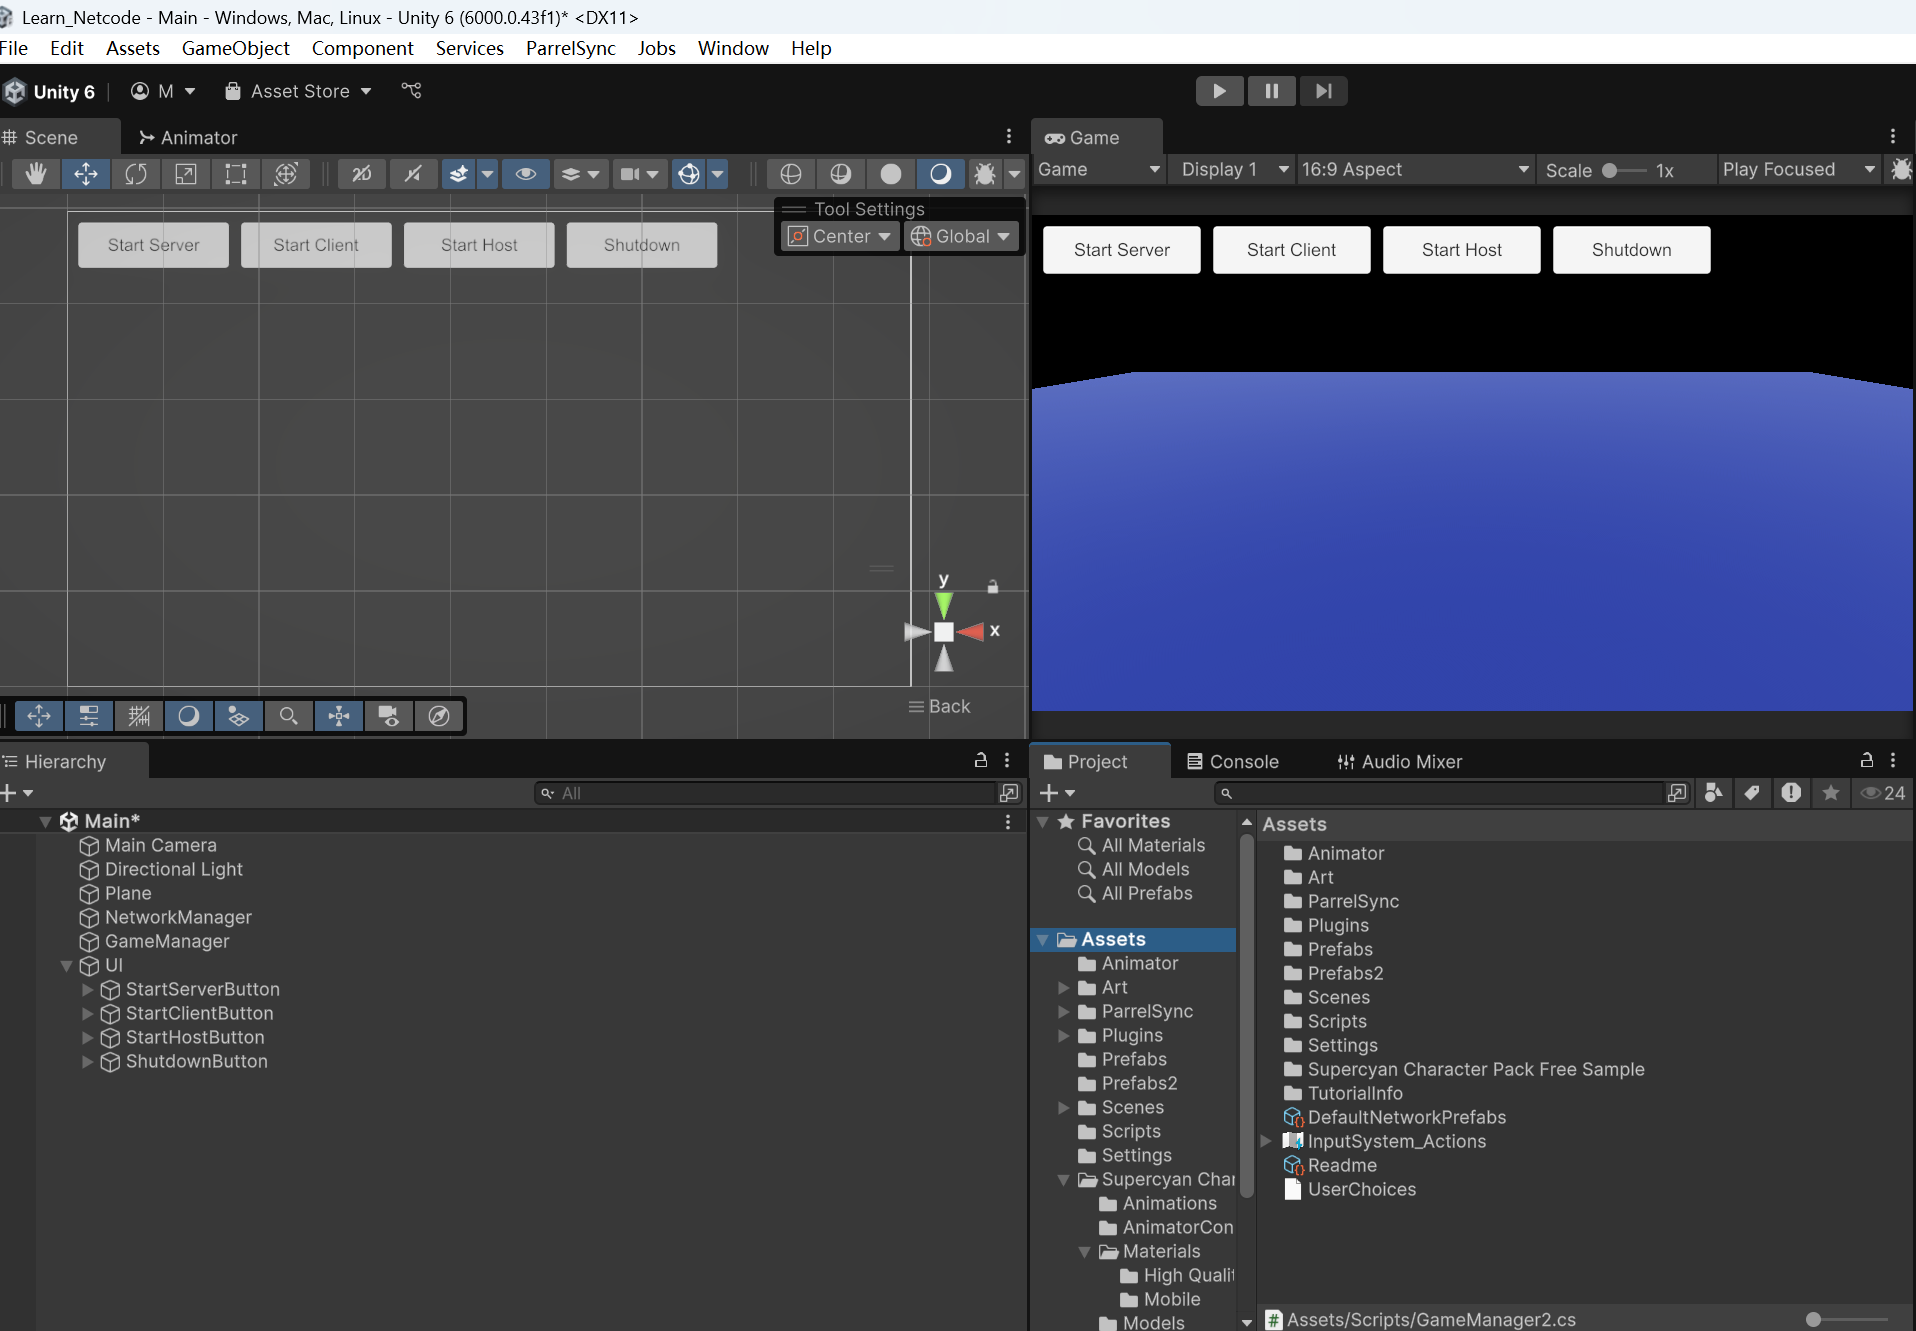 Learn_Netcode - Main - Windows, Mac, Linux - Unity 6 (6000.0.43f1)* <DX11>
File Edit Assets GameObject Component Services ParrelSync Jobs Window Help
Unity 6 M Asset Store
Scene Animator
Game
Game Display 1 16:9 Aspect Scale 1x Play Focused
Tool Settings
Center Global
Start Server Start Client Start Host Shutdown
Start Server Start Client Start Host Shutdown
y
x
Back
Hierarchy
All
Main*
Main Camera
Directional Light
Plane
NetworkManager
GameManager
UI
StartServerButton
StartClientButton
StartHostButton
ShutdownButton
Project Console Audio Mixer
24
Favorites
All Materials
All Models
All Prefabs
Assets
Animator
Art
ParrelSync
Plugins
Prefabs
Prefabs2
Scenes
Scripts
Settings
Supercyan Char
Animations
AnimatorCon
Materials
High Qualit
Mobile
Models
Assets
Animator
Art
ParrelSync
Plugins
Prefabs
Prefabs2
Scenes
Scripts
Settings
Supercyan Character Pack Free Sample
TutorialInfo
DefaultNetworkPrefabs
InputSystem_Actions
Readme
UserChoices
Assets/Scripts/GameManager2.cs